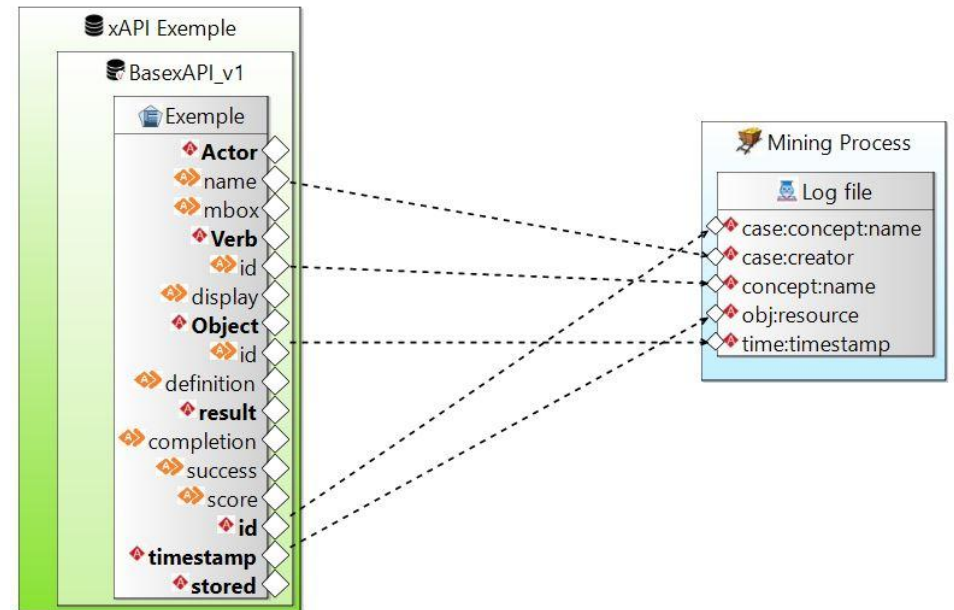 xAPI Exemple
BasexAPI_v1
Exemple
Actor
name
mbox
Verb
id
display
Object
id
definition
result
completion
success
score
id
timestamp
stored
Mining Process
Log file
case:concept:name
case:creator
concept:name
obj:resource
time:timestamp